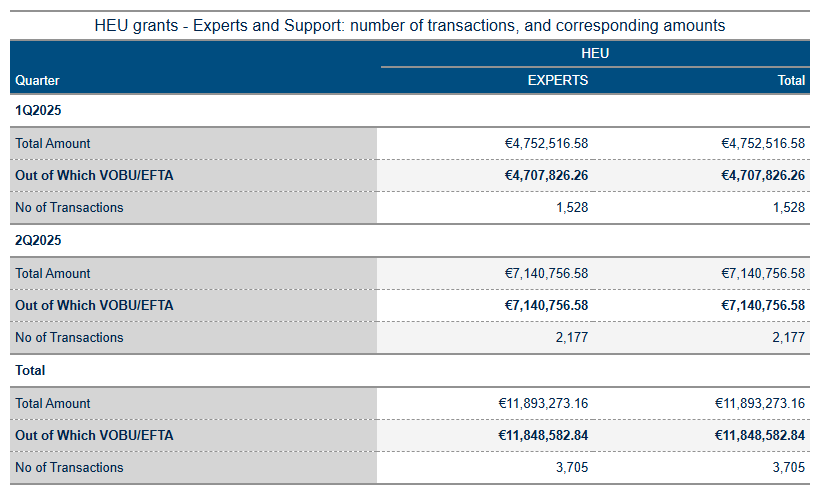 HEU grants - Experts and Support: number of transactions, and corresponding amounts
HEU
Quarter EXPERTS Total
1Q2025
Total Amount €4,752,516.58 €4,752,516.58
Out of Which VOBU/EFTA €4,707,826.26 €4,707,826.26
No of Transactions 1,528 1,528
2Q2025
Total Amount €7,140,756.58 €7,140,756.58
Out of Which VOBU/EFTA €7,140,756.58 €7,140,756.58
No of Transactions 2,177 2,177
Total
Total Amount €11,893,273.16 €11,893,273.16
Out of Which VOBU/EFTA €11,848,582.84 €11,848,582.84
No of Transactions 3,705 3,705